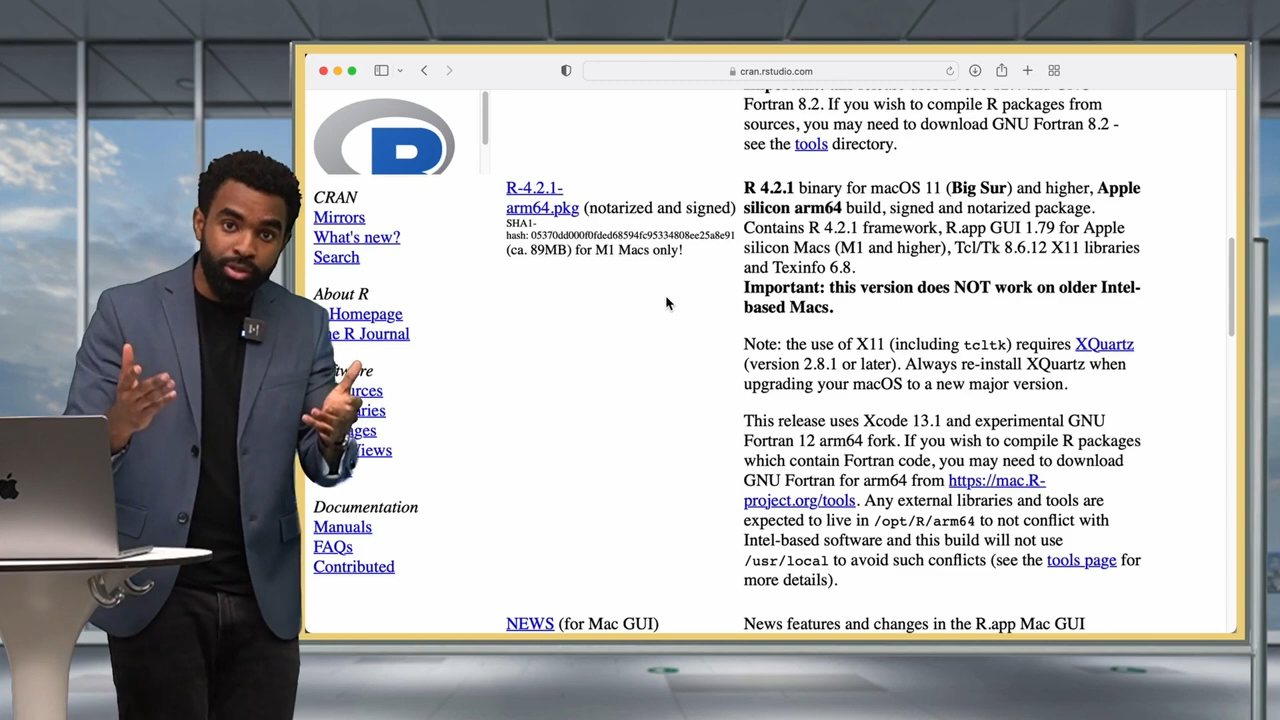 cran.rstudio.com
R
CRAN
Mirrors
What's new?
Search
About R
Homepage
R Journal
Documentation
Manuals
FAQs
Contributed
Fortran 8.2. If you wish to compile R packages from
sources, you may need to download GNU Fortran 8.2 -
see the tools directory.
R-4.2.1-
arm64.pkg (notarized and signed)
SHA1-
hash: 05370dd000f0fded68594fc95334808ee25a8e91
(ca. 89MB) for M1 Macs only!
R 4.2.1 binary for macOS 11 (Big Sur) and higher, Apple
silicon arm64 build, signed and notarized package.
Contains R 4.2.1 framework, R.app GUI 1.79 for Apple
silicon Macs (M1 and higher), Tcl/Tk 8.6.12 X11 libraries
and Texinfo 6.8.
Important: this version does NOT work on older Intel-
based Macs.
Note: the use of X11 (including tcltk) requires XQuartz
(version 2.8.1 or later). Always re-install XQuartz when
upgrading your macOS to a new major version.
This release uses Xcode 13.1 and experimental GNU
Fortran 12 arm64 fork. If you wish to compile R packages
which contain Fortran code, you may need to download
GNU Fortran for arm64 from https://mac.R-
project.org/tools. Any external libraries and tools are
expected to live in /opt/R/arm64 to not conflict with
Intel-based software and this build will not use
/usr/local to avoid such conflicts (see the tools page for
more details).
NEWS (for Mac GUI)
News features and changes in the R.app Mac GUI